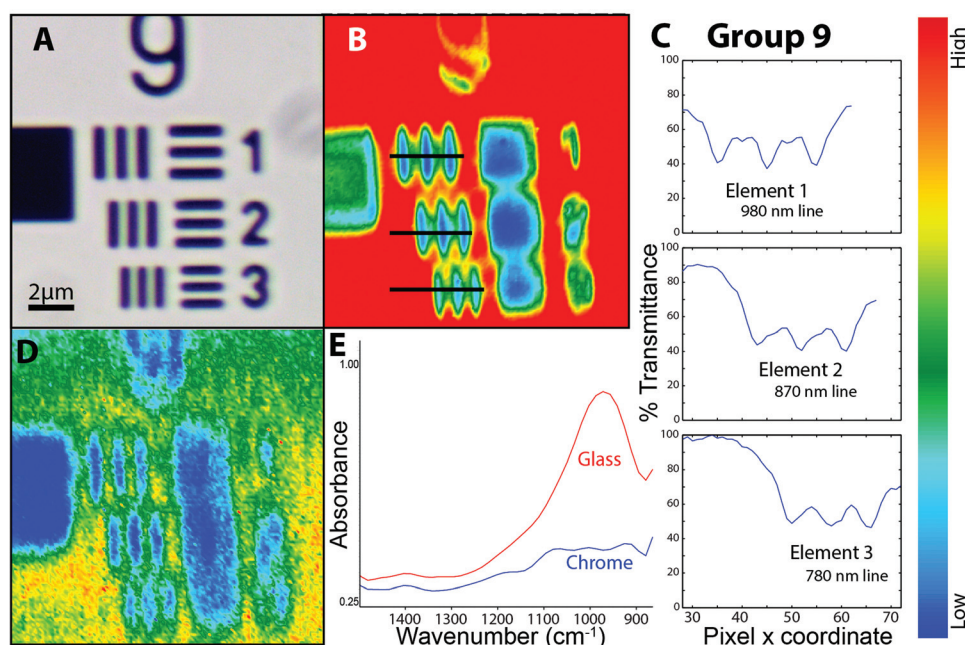 A
9
1
2
3
2µm
B
C
Group 9
100
80
60
40
20
0
Element 1
980 nm line
100
80
60
40
20
0
Element 2
870 nm line
100
80
60
40
20
0
Element 3
780 nm line
% Transmittance
30 40 50 60 70
Pixel x coordinate
High
Low
D
E
1.00
Absorbance
0.25
Glass
Chrome
1400 1300 1200 1100 1000 900
Wavenumber (cm⁻¹)